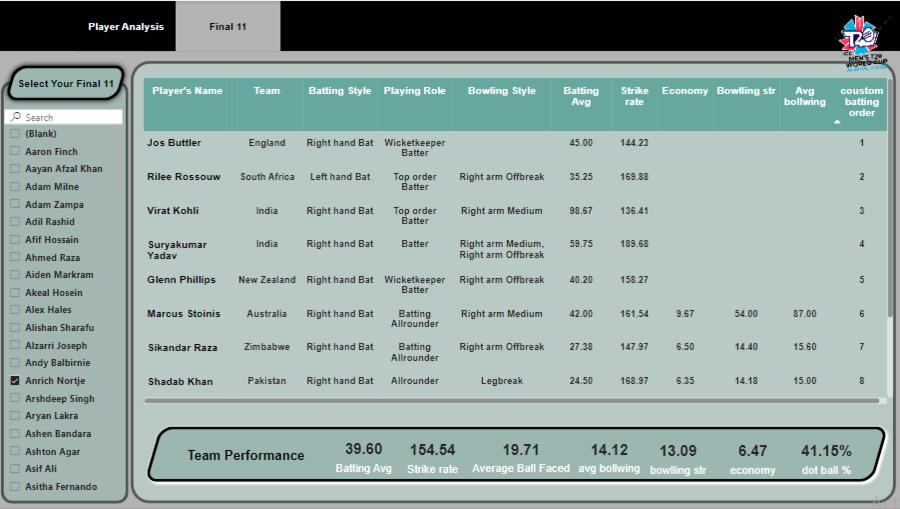 Player Analysis
Final 11
T20
MEN'S T20
WORLD CUP
Select Your Final 11
Search
(Blank)
Aaron Finch
Aayan Afzal Khan
Adam Milne
Adam Zampa
Adil Rashid
Afif Hossain
Ahmed Raza
Aiden Markram
Akeal Hosein
Alex Hales
Alishan Sharafu
Alzarri Joseph
Andy Balbirnie
Anrich Nortje
Arshdeep Singh
Aryan Lakra
Ashen Bandara
Ashton Agar
Asif Ali
Asitha Fernando
Player's Name Team Batting Style Playing Role Bowling Style Batting Avg Strike rate Economy Bowlling str Avg bollwing coustom batting order
Jos Buttler England Right hand Bat Wicketkeeper Batter 45.00 144.23 1
Rilee Rossouw South Africa Left hand Bat Top order Batter Right arm Offbreak 35.25 169.88 2
Virat Kohli India Right hand Bat Top order Batter Right arm Medium 98.67 136.41 3
Suryakumar Yadav India Right hand Bat Batter Right arm Medium, Right arm Offbreak 59.75 189.68 4
Glenn Phillips New Zealand Right hand Bat Wicketkeeper Batter Right arm Offbreak 40.20 158.27 5
Marcus Stoinis Australia Right hand Bat Batting Allrounder Right arm Medium 42.00 161.54 9.67 54.00 87.00 6
Sikandar Raza Zimbabwe Right hand Bat Batting Allrounder Right arm Offbreak 27.38 147.97 6.50 14.40 15.60 7
Shadab Khan Pakistan Right hand Bat Allrounder Legbreak 24.50 168.97 6.35 14.18 15.00 8
Team Performance
39.60 154.54 19.71 14.12 13.09 6.47 41.15%
Batting Avg Strike rate Average Ball Faced avg bollwing bowlling str economy dot ball %